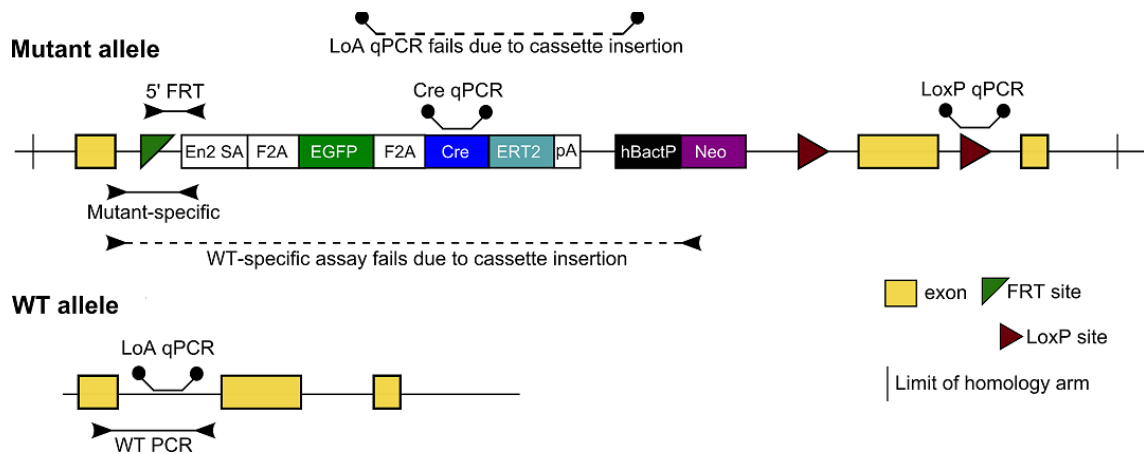 LoA qPCR fails due to cassette insertion
Mutant allele
5' FRT
Cre qPCR
LoxP qPCR
En2 SA F2A EGFP F2A Cre ERT2 pA hBactP Neo
Mutant-specific
WT-specific assay fails due to cassette insertion
WT allele
exon FRT site
LoxP site
LoA qPCR
Limit of homology arm
WT PCR